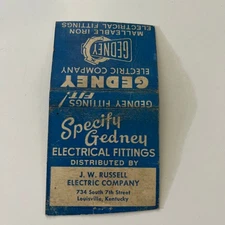 MALLEABLE IRON
ELECTRICAL FITTINGS
GEDNEY
ELECTRIC COMPANY
GEDNEY
GEDNEY FITTINGS
FIT!
Specify
Gedney
ELECTRICAL FITTINGS
DISTRIBUTED BY
J. W. RUSSELL
ELECTRIC COMPANY
734 South 7th Street
Louisville, Kentucky